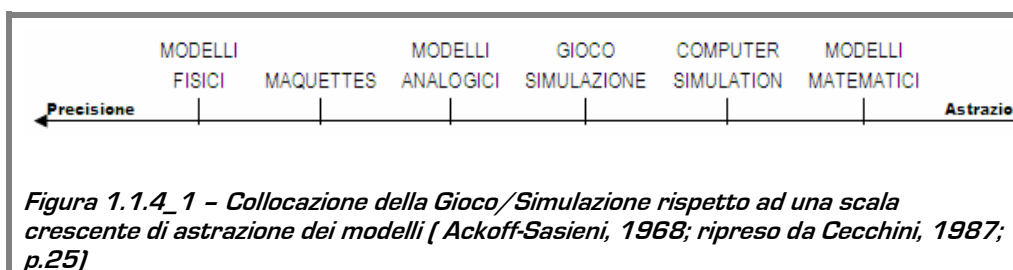 MODELLI MODELLI GIOCO COMPUTER MODELLI
FISICI MAQUETTES ANALOGICI SIMULAZIONE SIMULATION MATEMATICI
Precisione Astrazio
Figura 1.1.4_1 – Collocazione della Gioco/Simulazione rispetto ad una scala
crescente di astrazione dei modelli ( Ackoff-Sasieni, 1968; ripreso da Cecchini, 1987;
p.25)